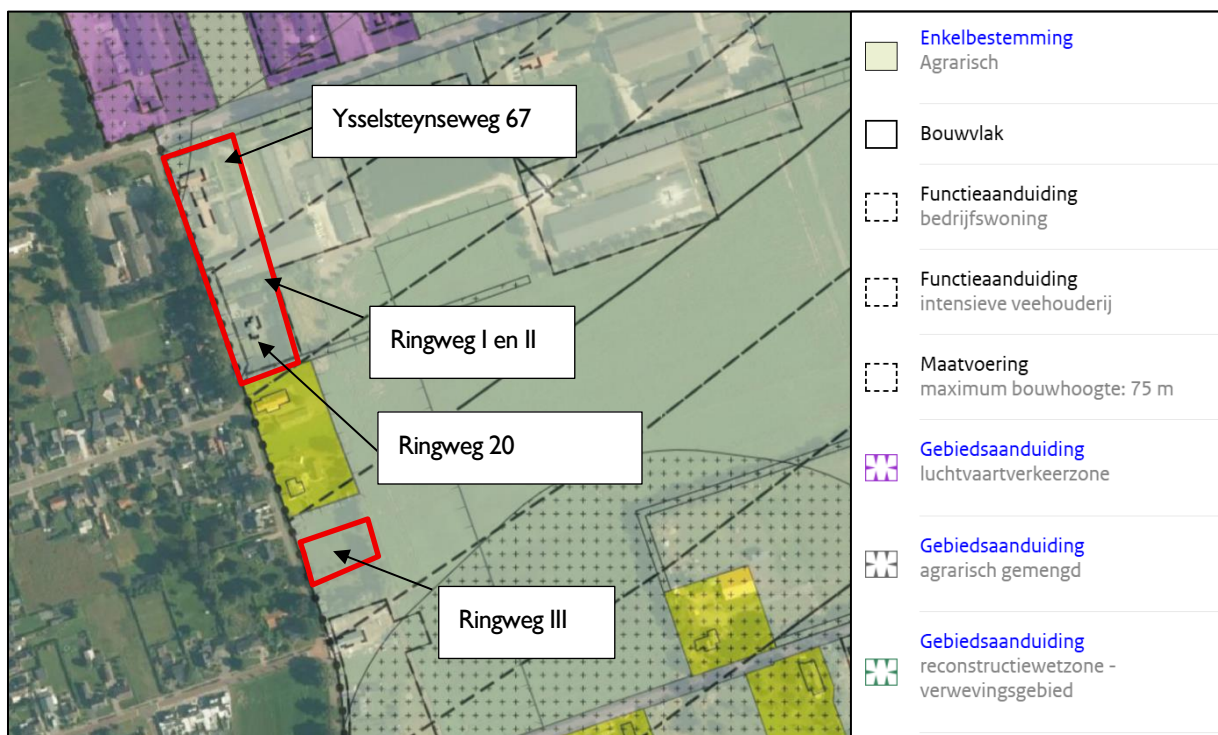 Ysselsteynseweg 67
Ringweg I en II
Ringweg 20
Ringweg III
Enkelbestemming
Agrarisch
Bouwvlak
Functieaanduiding
bedrijfswoning
Functieaanduiding
intensieve veehouderij
Maatvoering
maximum bouwhoogte: 75 m
Gebiedsaanduiding
luchtvaartverkeerzone
Gebiedsaanduiding
agrarisch gemengd
Gebiedsaanduiding
reconstructiewetzone -
verwevingsgebied